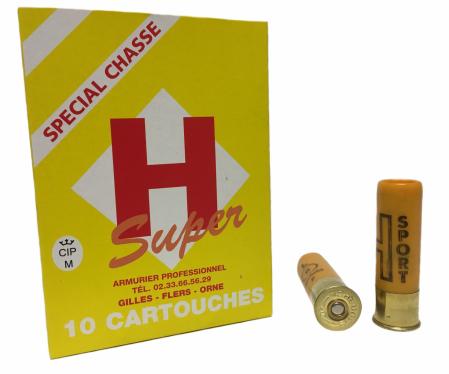 SPECIAL CHASSE
H
Super
CIP
M
ARMURIER PROFESSIONNEL
TÉL. 02.33.66.56.29
GILLES - FLERS - ORNE
10 CARTOUCHES
H
SPORT